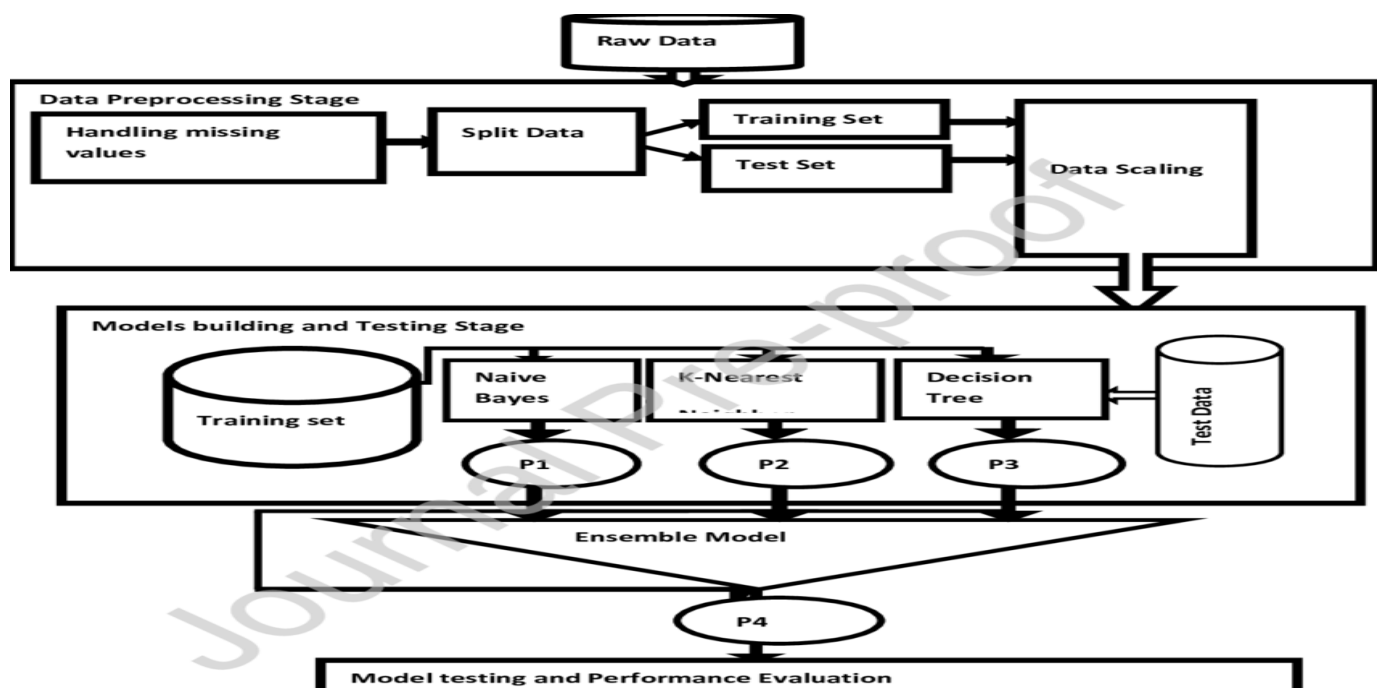 Raw Data
Data Preprocessing Stage
Handling missing
values
Split Data
Training Set
Test Set
Data Scaling
Models building and Testing Stage
Training set
Naive
Bayes
K-Nearest
Decision
Tree
Test Data
P1
P2
P3
Ensemble Model
P4
Model testing and Performance Evaluation
Journal Pre-proof